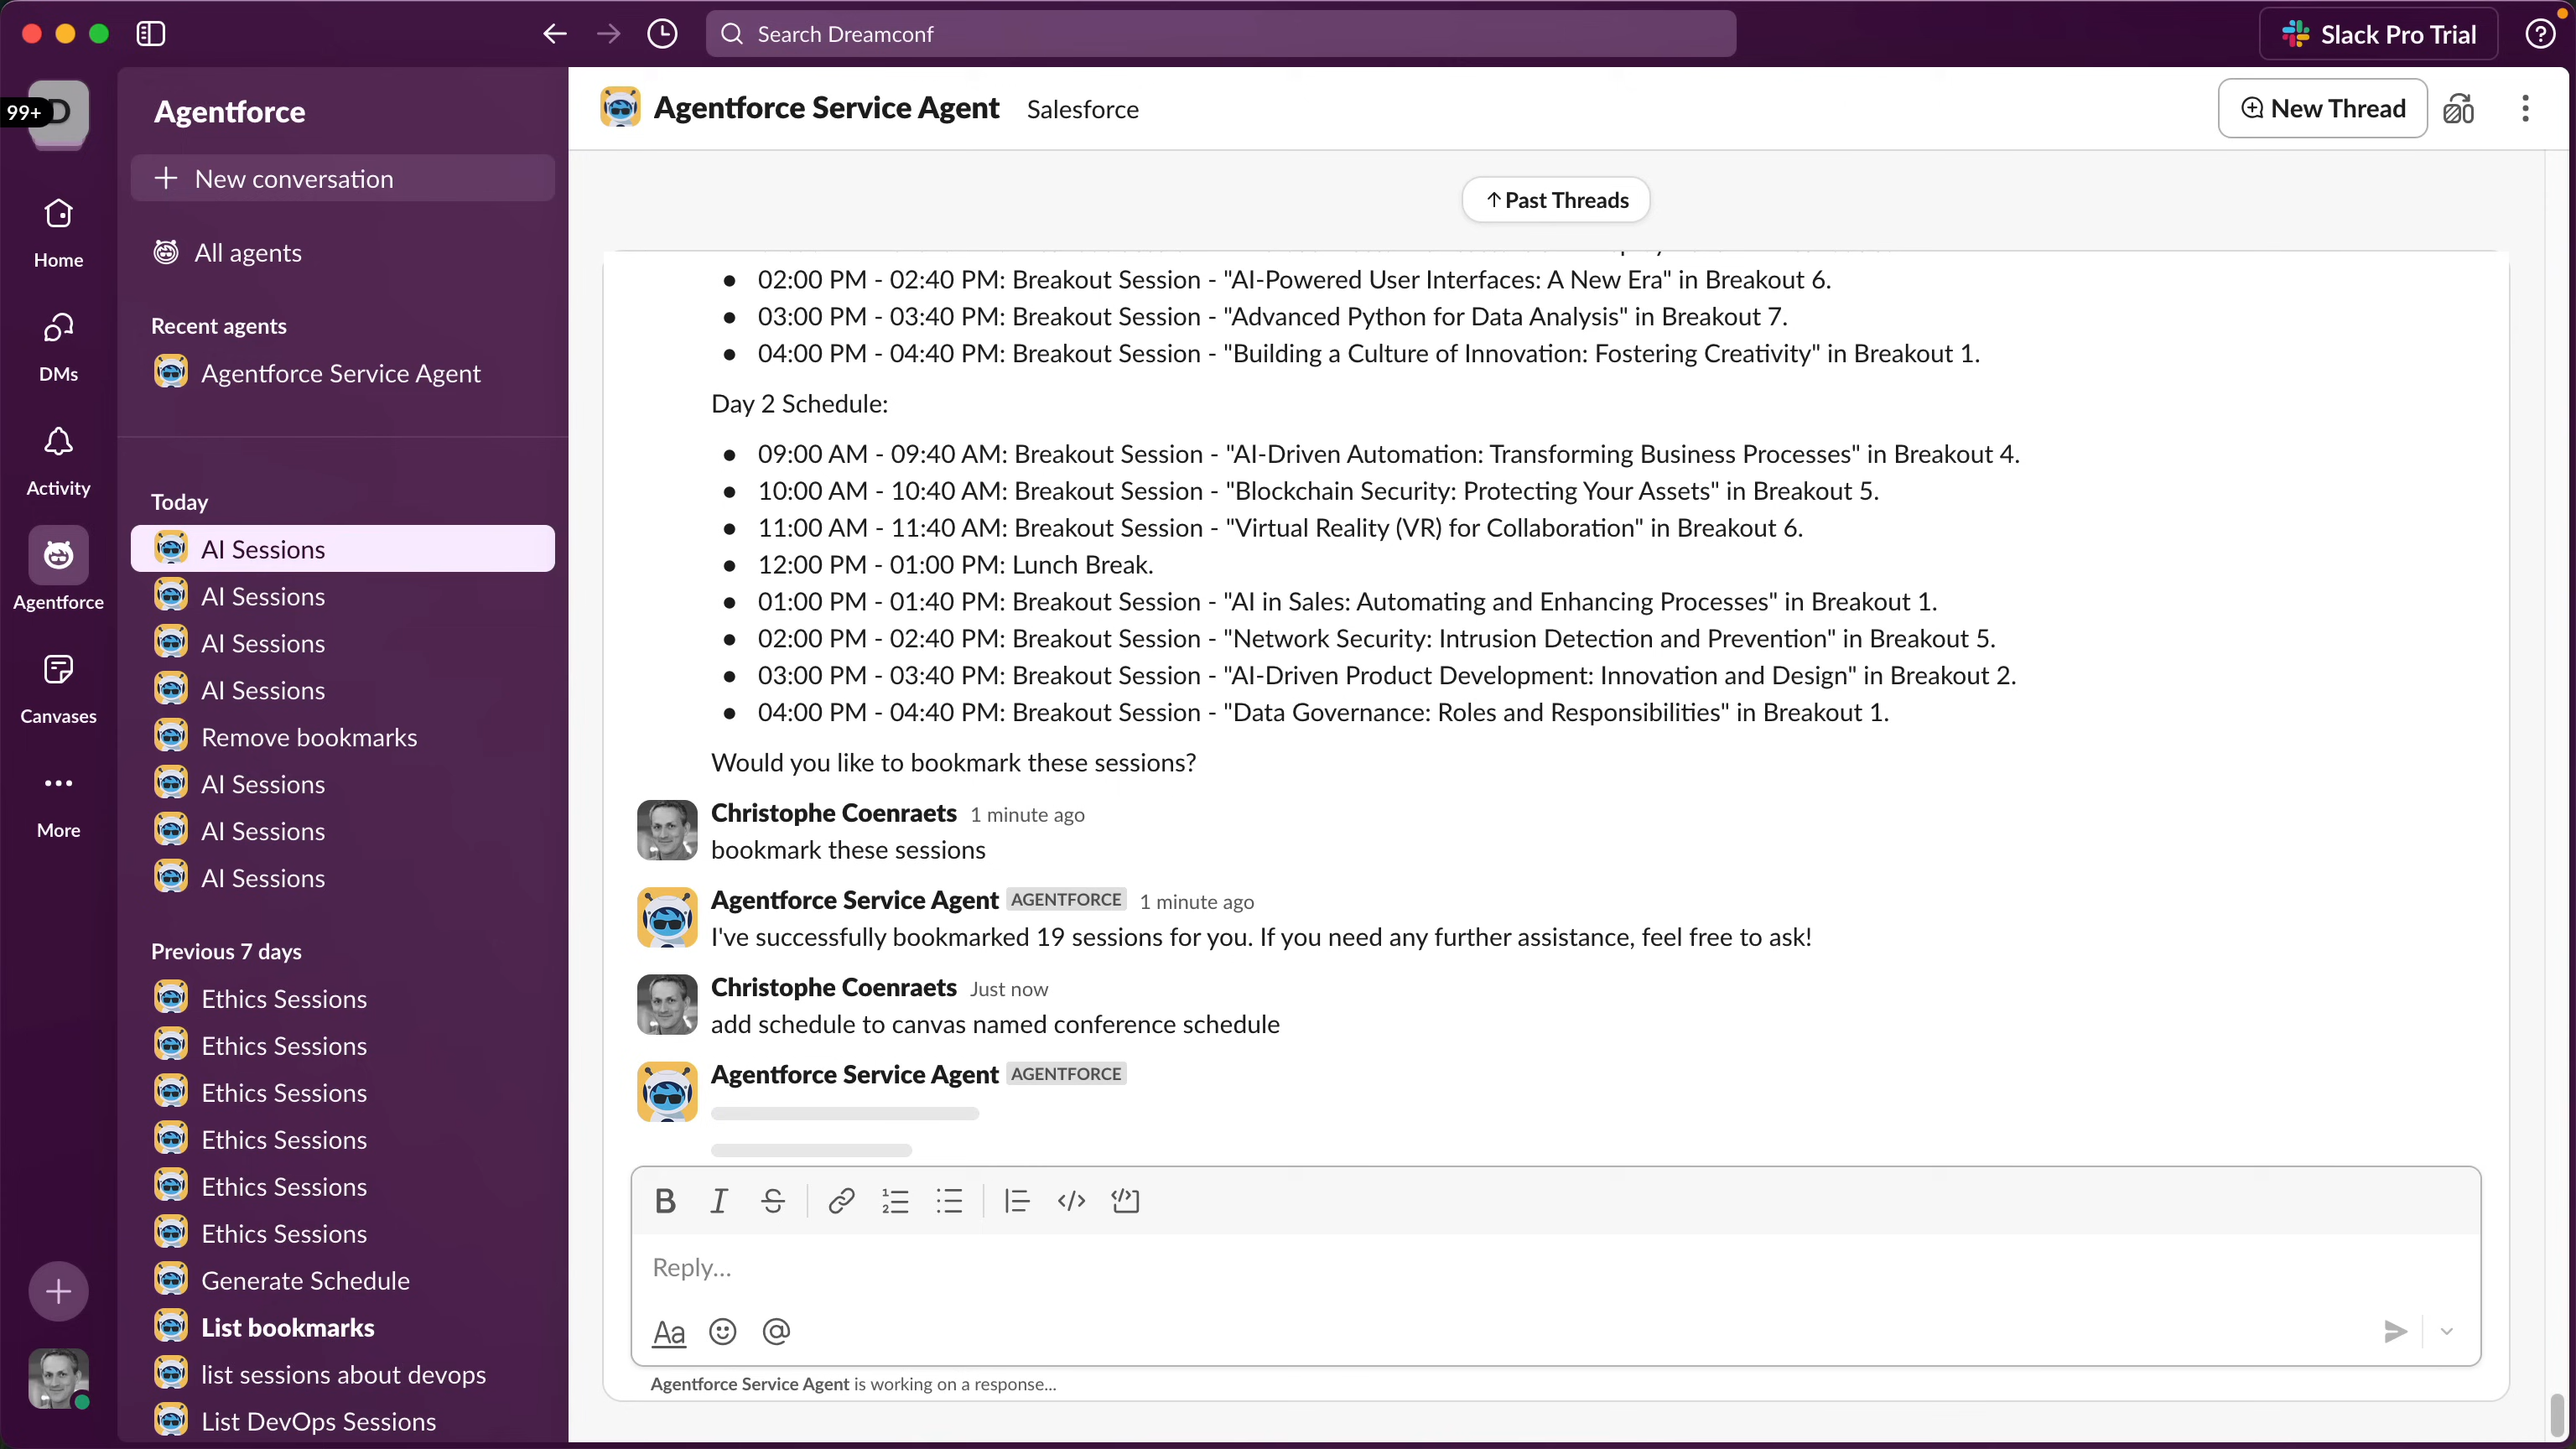 Search Dreamconf
Slack Pro Trial
99+
D
Home
DMs
Activity
Agentforce
Canvases
More
Agentforce
New conversation
All agents
Recent agents
Agentforce Service Agent
Today
AI Sessions
AI Sessions
AI Sessions
AI Sessions
Remove bookmarks
AI Sessions
AI Sessions
AI Sessions
Previous 7 days
Ethics Sessions
Ethics Sessions
Ethics Sessions
Ethics Sessions
Ethics Sessions
Ethics Sessions
Generate Schedule
List bookmarks
list sessions about devops
List DevOps Sessions
Agentforce Service Agent Salesforce
New Thread
↑ Past Threads
• 02:00 PM - 02:40 PM: Breakout Session - "AI-Powered User Interfaces: A New Era" in Breakout 6.
• 03:00 PM - 03:40 PM: Breakout Session - "Advanced Python for Data Analysis" in Breakout 7.
• 04:00 PM - 04:40 PM: Breakout Session - "Building a Culture of Innovation: Fostering Creativity" in Breakout 1.
Day 2 Schedule:
• 09:00 AM - 09:40 AM: Breakout Session - "AI-Driven Automation: Transforming Business Processes" in Breakout 4.
• 10:00 AM - 10:40 AM: Breakout Session - "Blockchain Security: Protecting Your Assets" in Breakout 5.
• 11:00 AM - 11:40 AM: Breakout Session - "Virtual Reality (VR) for Collaboration" in Breakout 6.
• 12:00 PM - 01:00 PM: Lunch Break.
• 01:00 PM - 01:40 PM: Breakout Session - "AI in Sales: Automating and Enhancing Processes" in Breakout 1.
• 02:00 PM - 02:40 PM: Breakout Session - "Network Security: Intrusion Detection and Prevention" in Breakout 5.
• 03:00 PM - 03:40 PM: Breakout Session - "AI-Driven Product Development: Innovation and Design" in Breakout 2.
• 04:00 PM - 04:40 PM: Breakout Session - "Data Governance: Roles and Responsibilities" in Breakout 1.
Would you like to bookmark these sessions?
Christophe Coenraets 1 minute ago
bookmark these sessions
Agentforce Service Agent AGENTFORCE 1 minute ago
I've successfully bookmarked 19 sessions for you. If you need any further assistance, feel free to ask!
Christophe Coenraets Just now
add schedule to canvas named conference schedule
Agentforce Service Agent AGENTFORCE
Reply...
Aa
Agentforce Service Agent is working on a response...